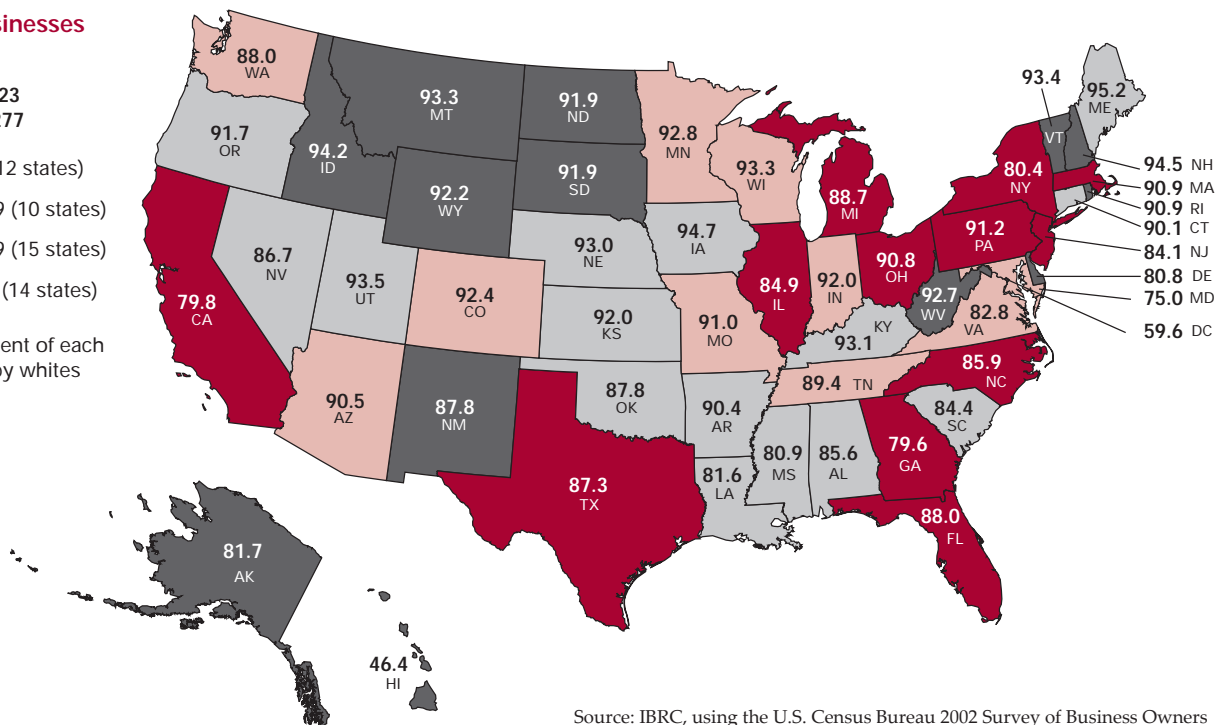 sinesses
23
277
12 states)
9 (10 states)
9 (15 states)
(14 states)
ent of each
by whites
88.0
WA
91.7
OR
79.8
CA
86.7
NV
94.2
ID
93.3
MT
92.2
WY
93.5
UT
90.5
AZ
92.4
CO
87.8
NM
91.9
ND
91.9
SD
93.0
NE
92.0
KS
87.8
OK
87.3
TX
92.8
MN
94.7
IA
91.0
MO
90.4
AR
81.6
LA
93.3
WI
84.9
IL
88.7
MI
92.0
IN
90.8
OH
KY
93.1
89.4 TN
80.9
MS
85.6
AL
79.6
GA
88.0
FL
84.4
SC
85.9
NC
82.8
VA
92.7
WV
91.2
PA
80.4
NY
93.4
VT
95.2
ME
94.5 NH
90.9 MA
90.9 RI
90.1 CT
84.1 NJ
80.8 DE
75.0 MD
59.6 DC
81.7
AK
46.4
HI
Source: IBRC, using the U.S. Census Bureau 2002 Survey of Business Owners